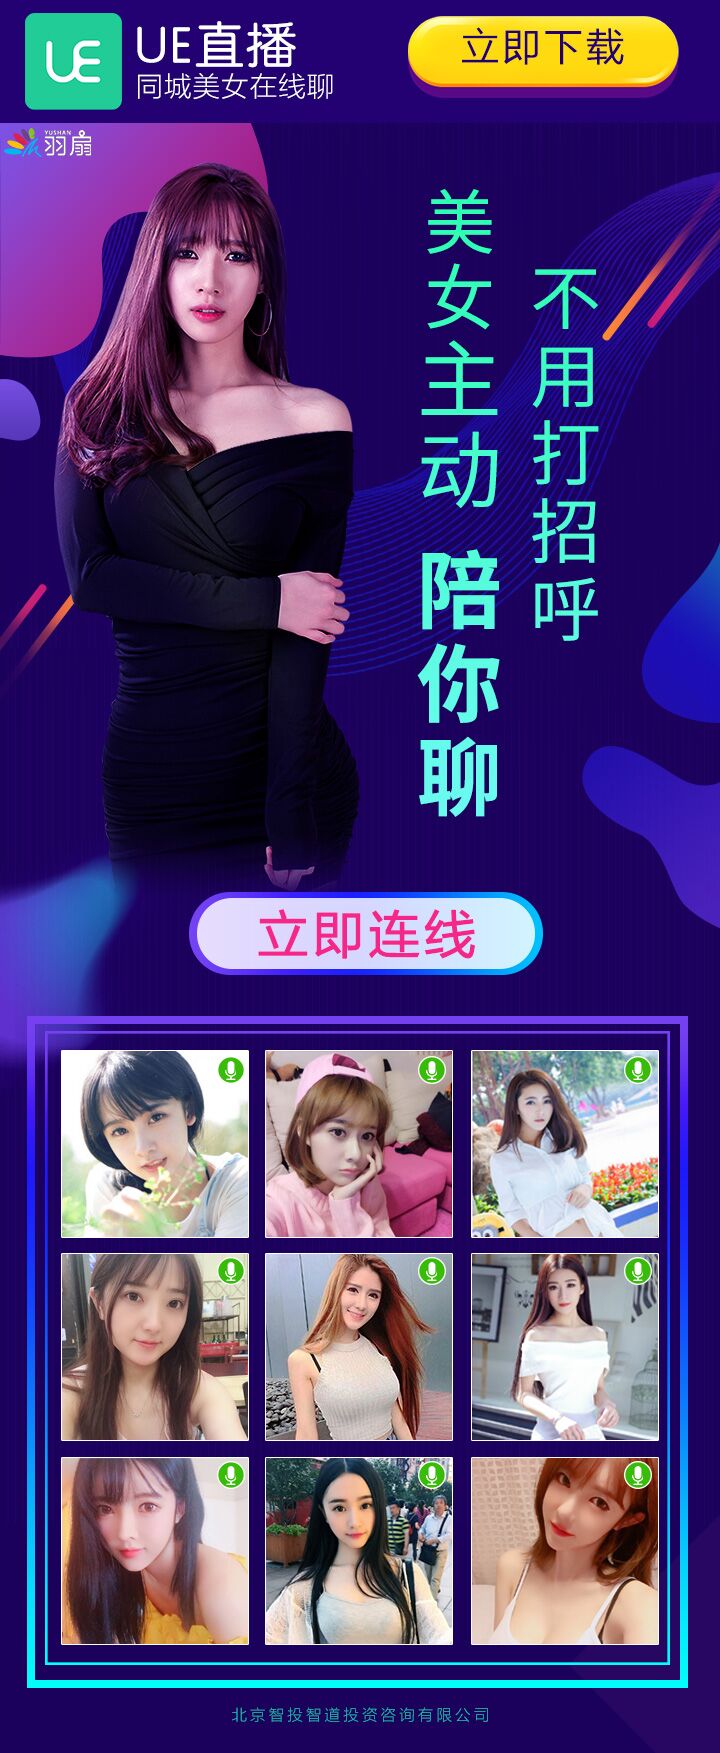 UE
UE直播
同城美女在线聊
立即下载
YUSHAN
羽扇
不用打招呼
美女主动
陪你聊
立即连线
北京智投智道投资咨询有限公司